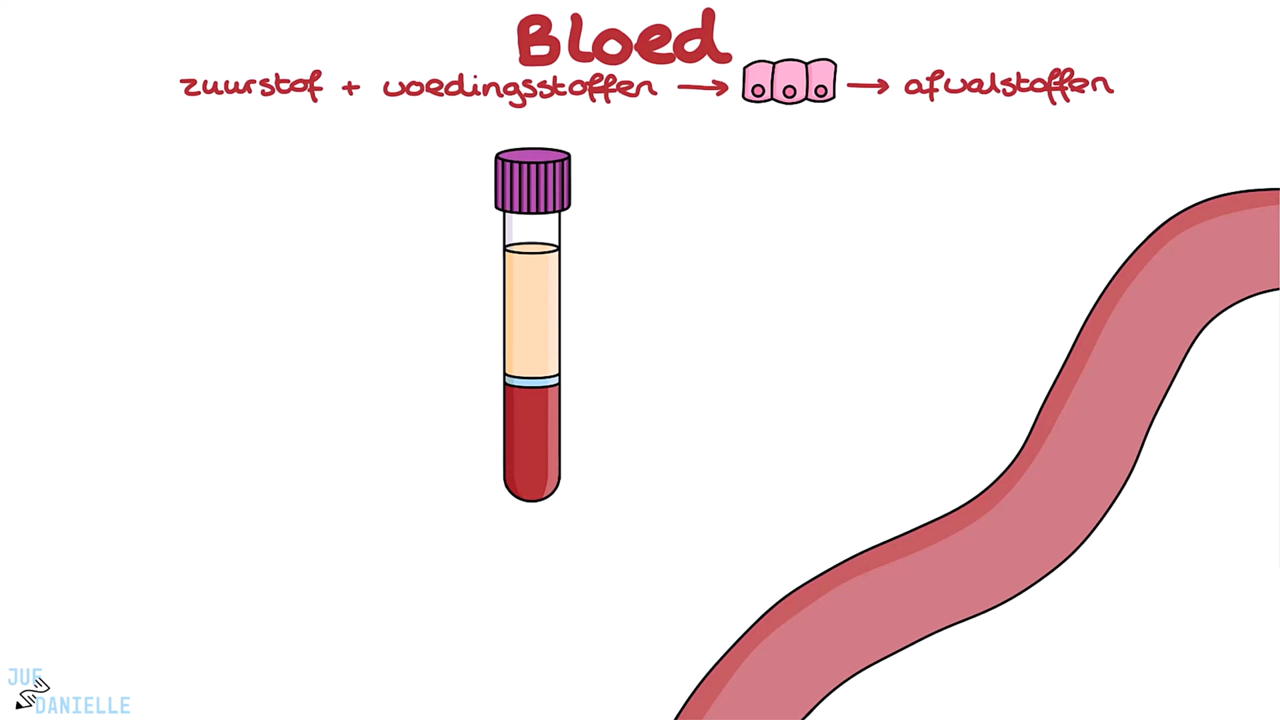 Bloed
zuurstof + voedingsstoffen → → afvalstoffen
JUF
DANIELLE